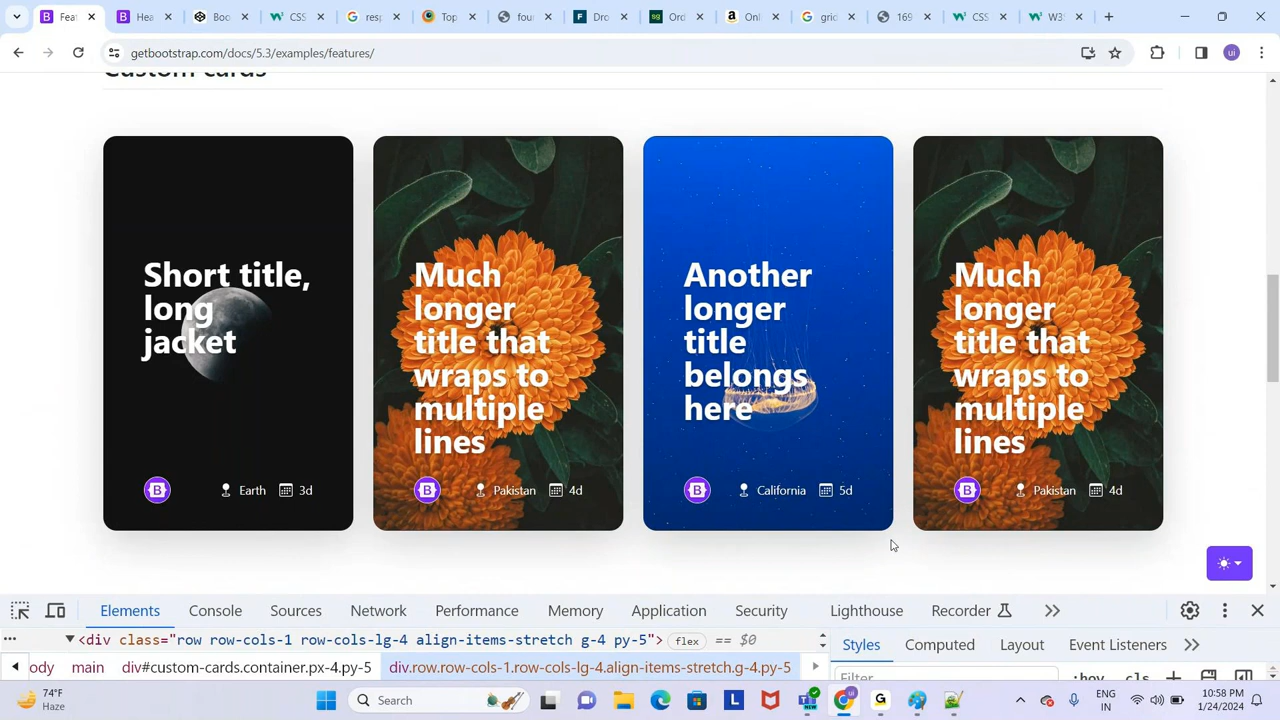 Feat
Hea
Boo
CSS
resp
Top
four
Dro
Ord
Onl
grid
169
CSS
W3S
getbootstrap.com/docs/5.3/examples/features/
ui
Custom cards
Short title,
long
jacket
Earth 3d
Much
longer
title that
wraps to
multiple
lines
Pakistan 4d
Another
longer
title
belongs
here
California 5d
Much
longer
title that
wraps to
multiple
lines
Pakistan 4d
Elements Console Sources Network Performance Memory Application Security Lighthouse Recorder
<div class="row row-cols-1 row-cols-lg-4 align-items-stretch g-4 py-5"> flex == $0
ody main div#custom-cards.container.px-4.py-5 div.row.row-cols-1.row-cols-lg-4.align-items-stretch.g-4.py-5
Styles Computed Layout Event Listeners
Filter :hov .cls
74°F
Haze
Search
ENG
IN
10:58 PM
1/24/2024